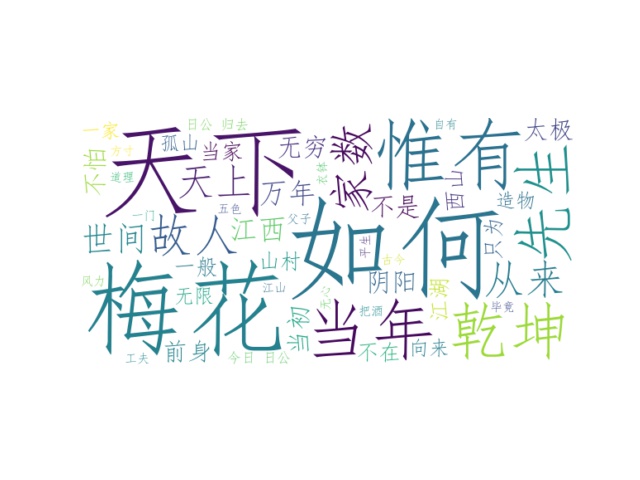 一家 日公 归去 自有
孤山 太极
不怕 方寸 当家 无穷 数 惟有
天下
道理 天上 万年 家 不是 西山 造物 先生
五色
一门 父子 如何 只为
世间 故人 江西 平生
古今
一般 山村 阴阳 从来
风力 江山
梅花 无限 无心 江湖
把酒 毕竟
当初 当年 乾坤
工夫 前身 今日 日公 不在 向来